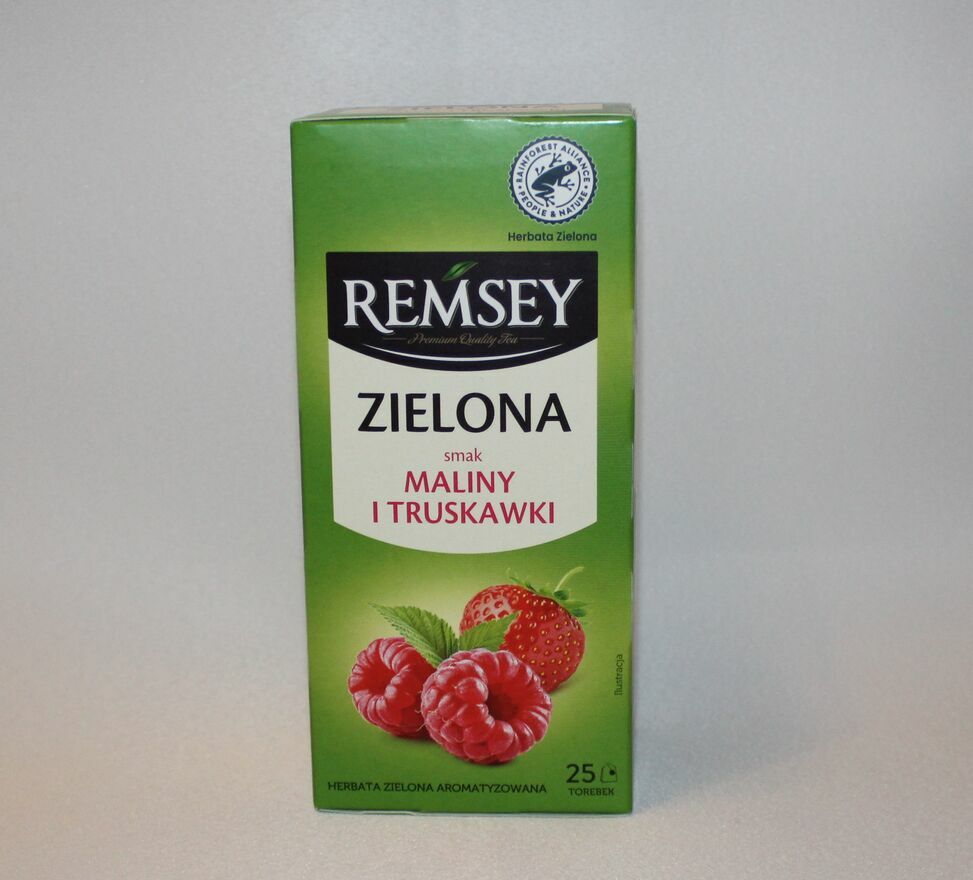 RAINFOREST ALLIANCE
PEOPLE & NATURE
Herbata Zielona
REMSEY
Premium Quality Tea
ZIELONA
smak
MALINY
I TRUSKAWKI
Ilustracja
25
TOREBEK
HERBATA ZIELONA AROMATYZOWANA